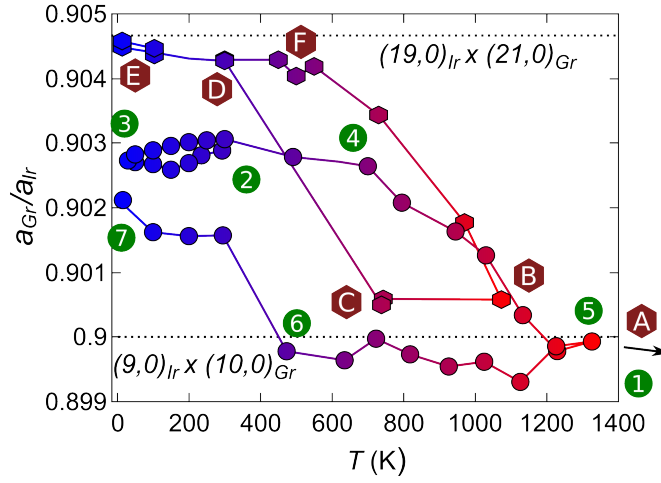 0.905
0.904
0.903
0.902
0.901
0.9
0.899
a_Gr/a_Ir
F
(19,0)_Ir x (21,0)_Gr
E
D
3
4
2
7
B
C
5
A
6
(9,0)_Ir x (10,0)_Gr
1
0 200 400 600 800 1000 1200 1400
T (K)